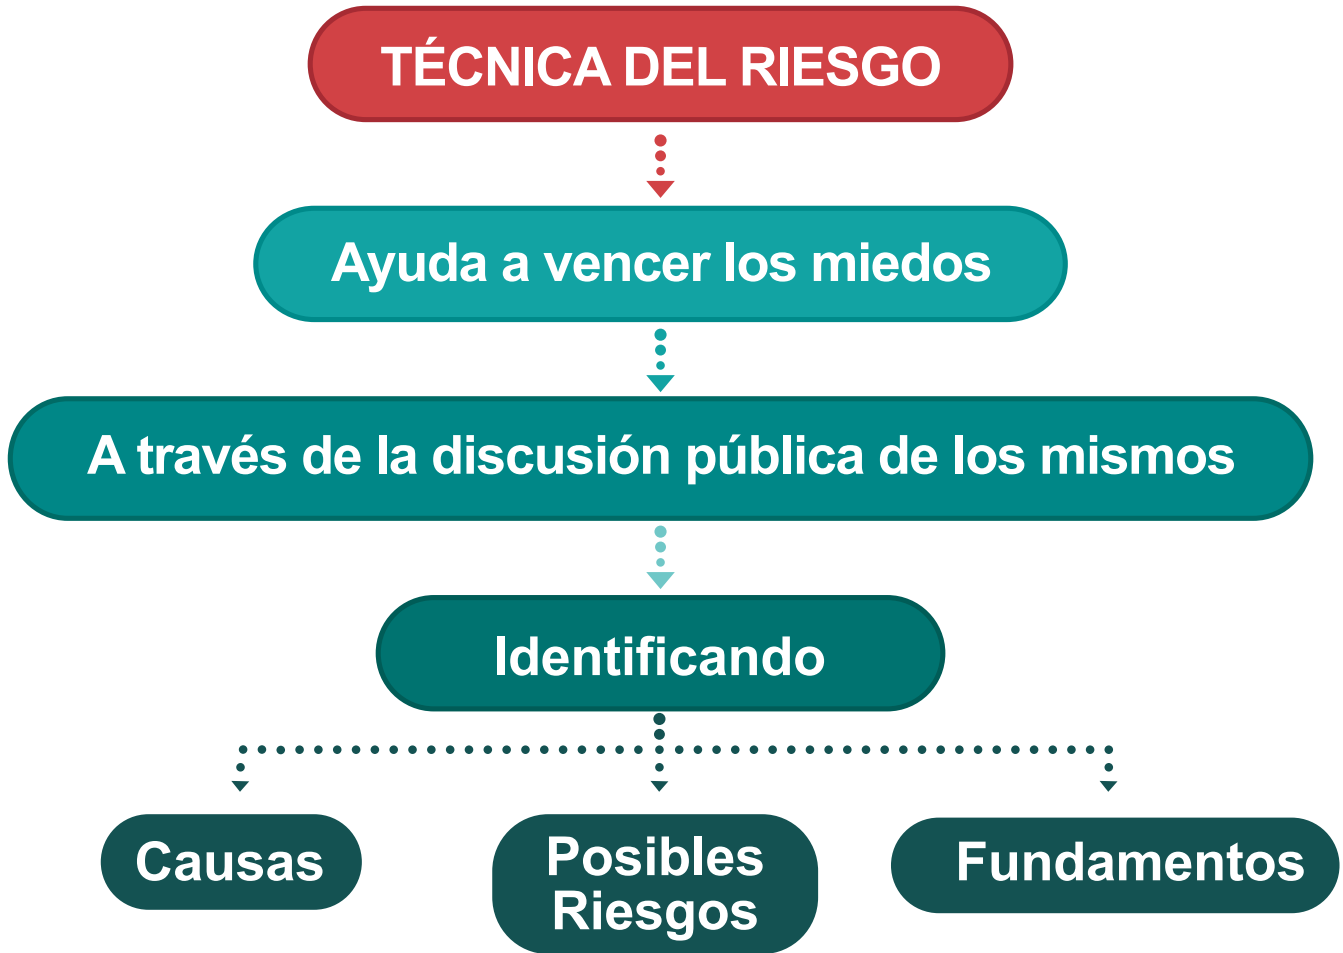 TÉCNICA DEL RIESGO
Ayuda a vencer los miedos
A través de la discusión pública de los mismos
Identificando
Causas
Posibles
Riesgos
Fundamentos